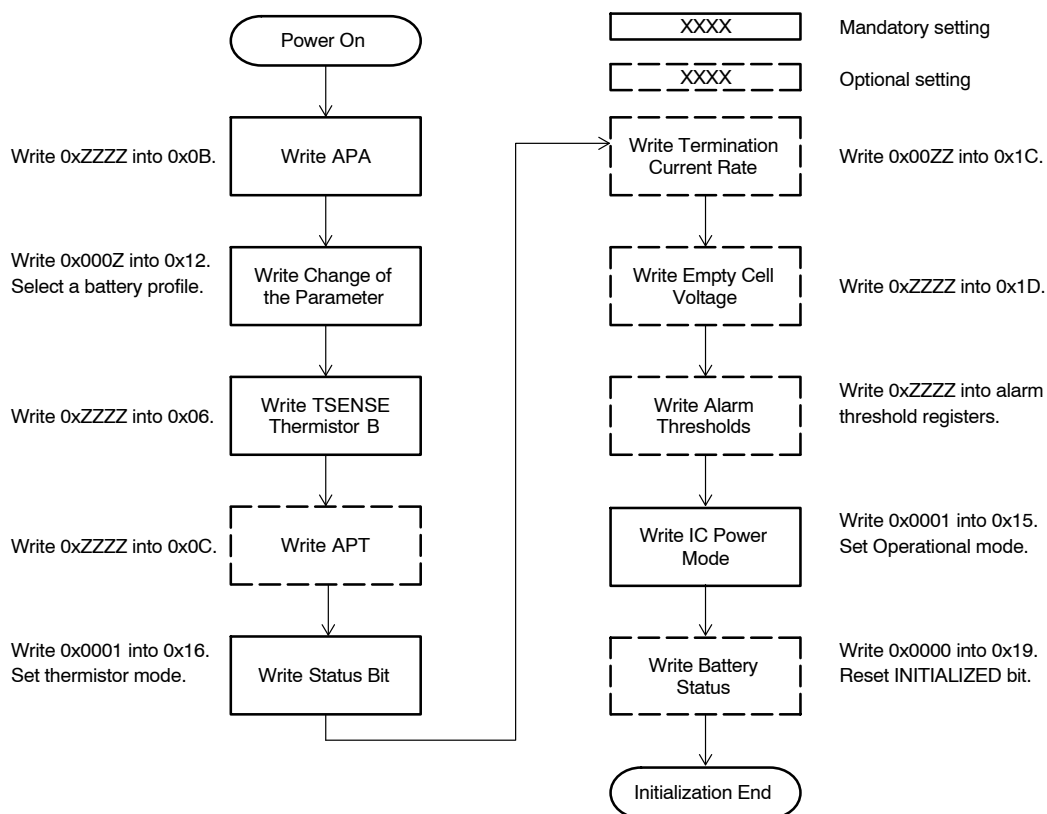 Power On
Write 0xZZZZ into 0x0B.
Write APA
Write 0x000Z into 0x12.
Select a battery profile.
Write Change of
the Parameter
Write 0xZZZZ into 0x06.
Write TSENSE
Thermistor B
Write 0xZZZZ into 0x0C.
Write APT
Write 0x0001 into 0x16.
Set thermistor mode.
Write Status Bit
XXXX
Mandatory setting
XXXX
Optional setting
Write Termination
Current Rate
Write 0x00ZZ into 0x1C.
Write Empty Cell
Voltage
Write 0xZZZZ into 0x1D.
Write Alarm
Thresholds
Write 0xZZZZ into alarm
threshold registers.
Write IC Power
Mode
Write 0x0001 into 0x15.
Set Operational mode.
Write Battery
Status
Write 0x0000 into 0x19.
Reset INITIALIZED bit.
Initialization End